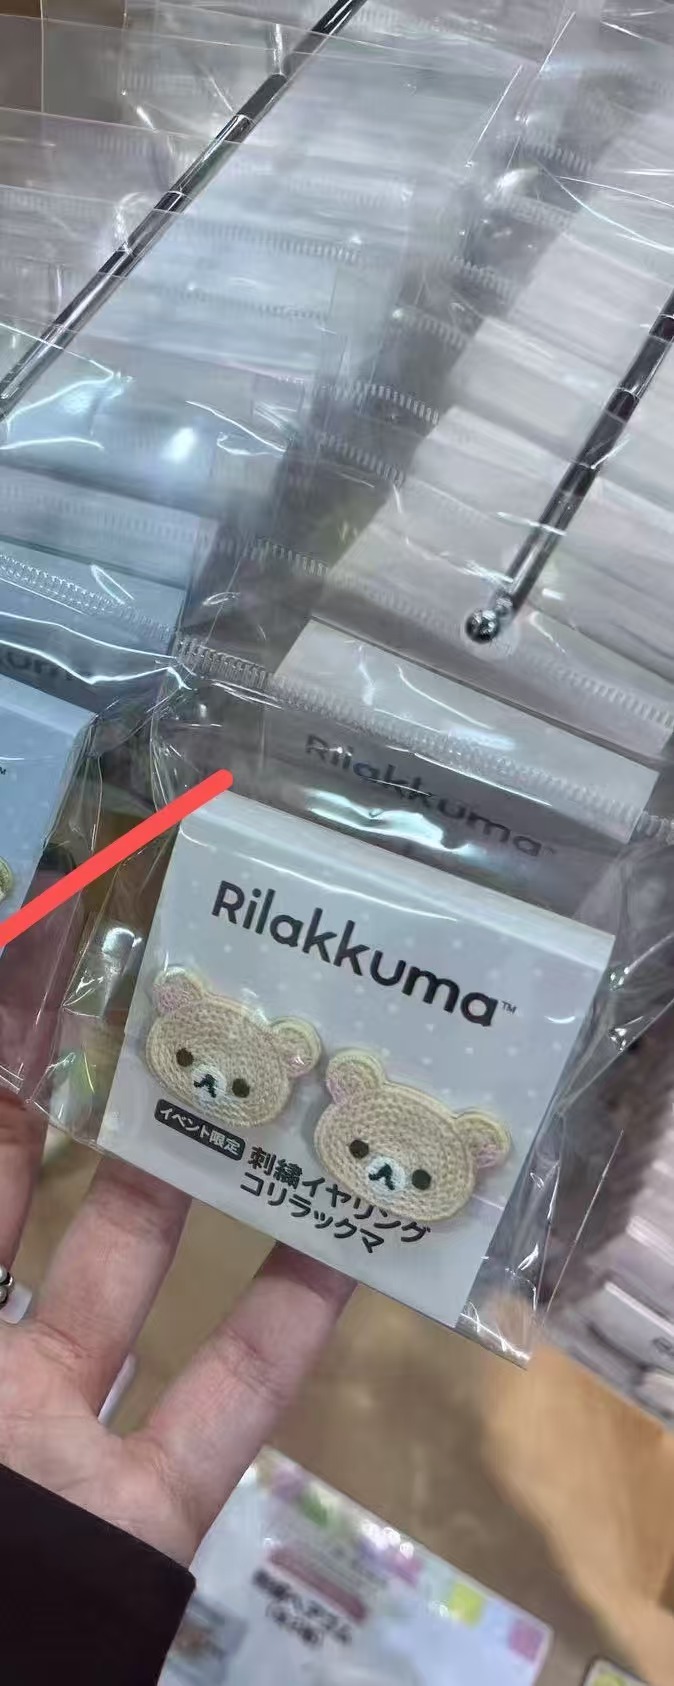 Rilakkuma™
Rilakkuma™
イベント限定
刺繍イヤリング
コリラックマ